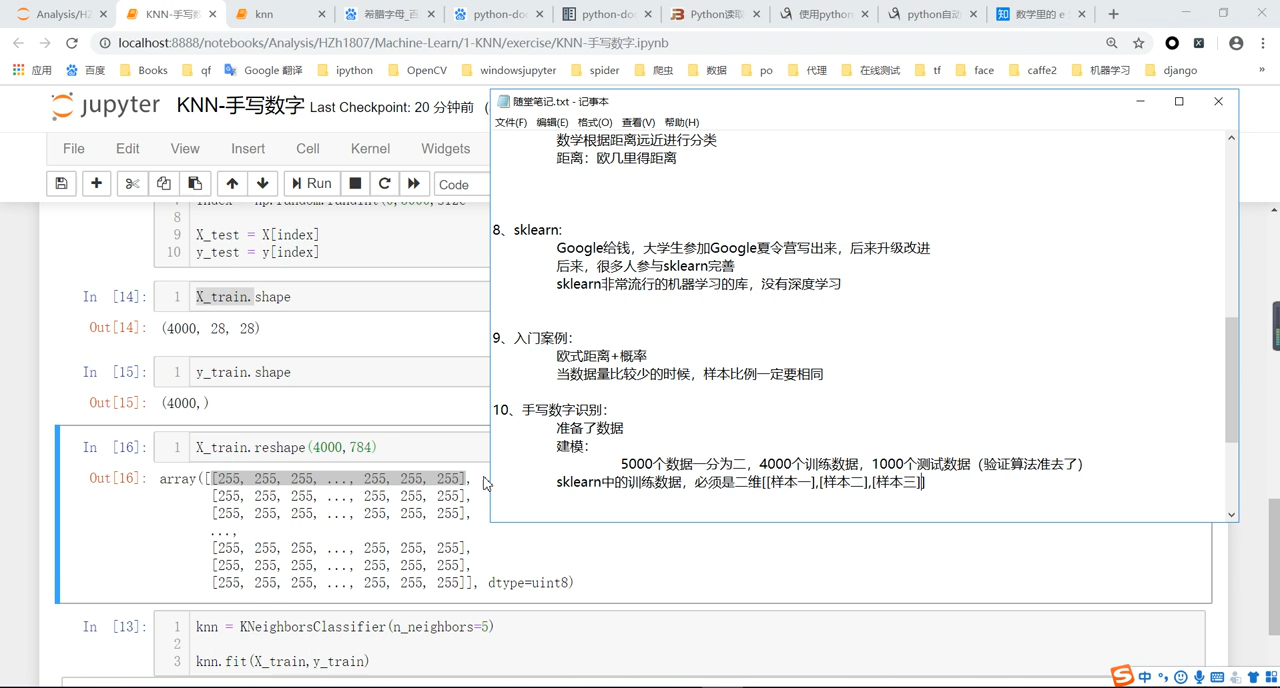 Analysis/HZ
KNN-手写数
knn
希腊字母_百
python-do
python-do
Python读取
使用python
python自动
数学里的 e
localhost:8888/notebooks/Analysis/HZh1807/Machine-Learn/1-KNN/exercise/KNN-手写数字.ipynb
应用 百度 Books qf Google 翻译 ipython OpenCV windowsjupyter spider 爬虫 数据 po 代理 在线测试 tf face caffe2 机器学习 django »
jupyter KNN-手写数字 Last Checkpoint: 20 分钟前 (
File Edit View Insert Cell Kernel Widgets
Run Code
8
9 X_test = X[index]
10 y_test = y[index]
In [14]: 1 X_train.shape
Out[14]: (4000, 28, 28)
In [15]: 1 y_train.shape
Out[15]: (4000,)
In [16]: 1 X_train.reshape(4000,784)
Out[16]: array([[255, 255, 255, ..., 255, 255, 255],
[255, 255, 255, ..., 255, 255, 255],
[255, 255, 255, ..., 255, 255, 255],
...,
[255, 255, 255, ..., 255, 255, 255],
[255, 255, 255, ..., 255, 255, 255],
[255, 255, 255, ..., 255, 255, 255]], dtype=uint8)
In [13]: 1 knn = KNeighborsClassifier(n_neighbors=5)
2
3 knn.fit(X_train,y_train)
随堂笔记.txt - 记事本
文件(F) 编辑(E) 格式(O) 查看(V) 帮助(H)
数学根据距离远近进行分类
距离：欧几里得距离
8、sklearn:
Google给钱，大学生参加Google夏令营写出来，后来升级改进
后来，很多人参与sklearn完善
sklearn非常流行的机器学习的库，没有深度学习
9、入门案例：
欧式距离+概率
当数据量比较少的时候，样本比例一定要相同
10、手写数字识别：
准备了数据
建模：
5000个数据一分为二，4000个训练数据，1000个测试数据（验证算法准去了）
sklearn中的训练数据，必须是二维[[样本一],[样本二],[样本三]]
中